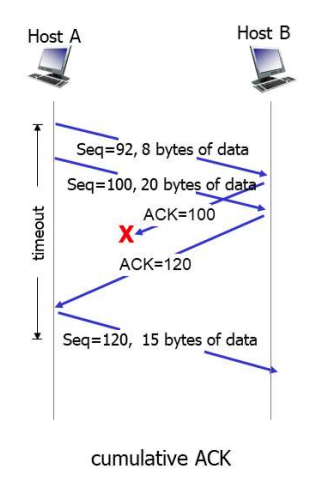 Host A
Host B
Seq=92, 8 bytes of data
Seq=100, 20 bytes of data
ACK=100
X
timeout
ACK=120
Seq=120, 15 bytes of data
cumulative ACK